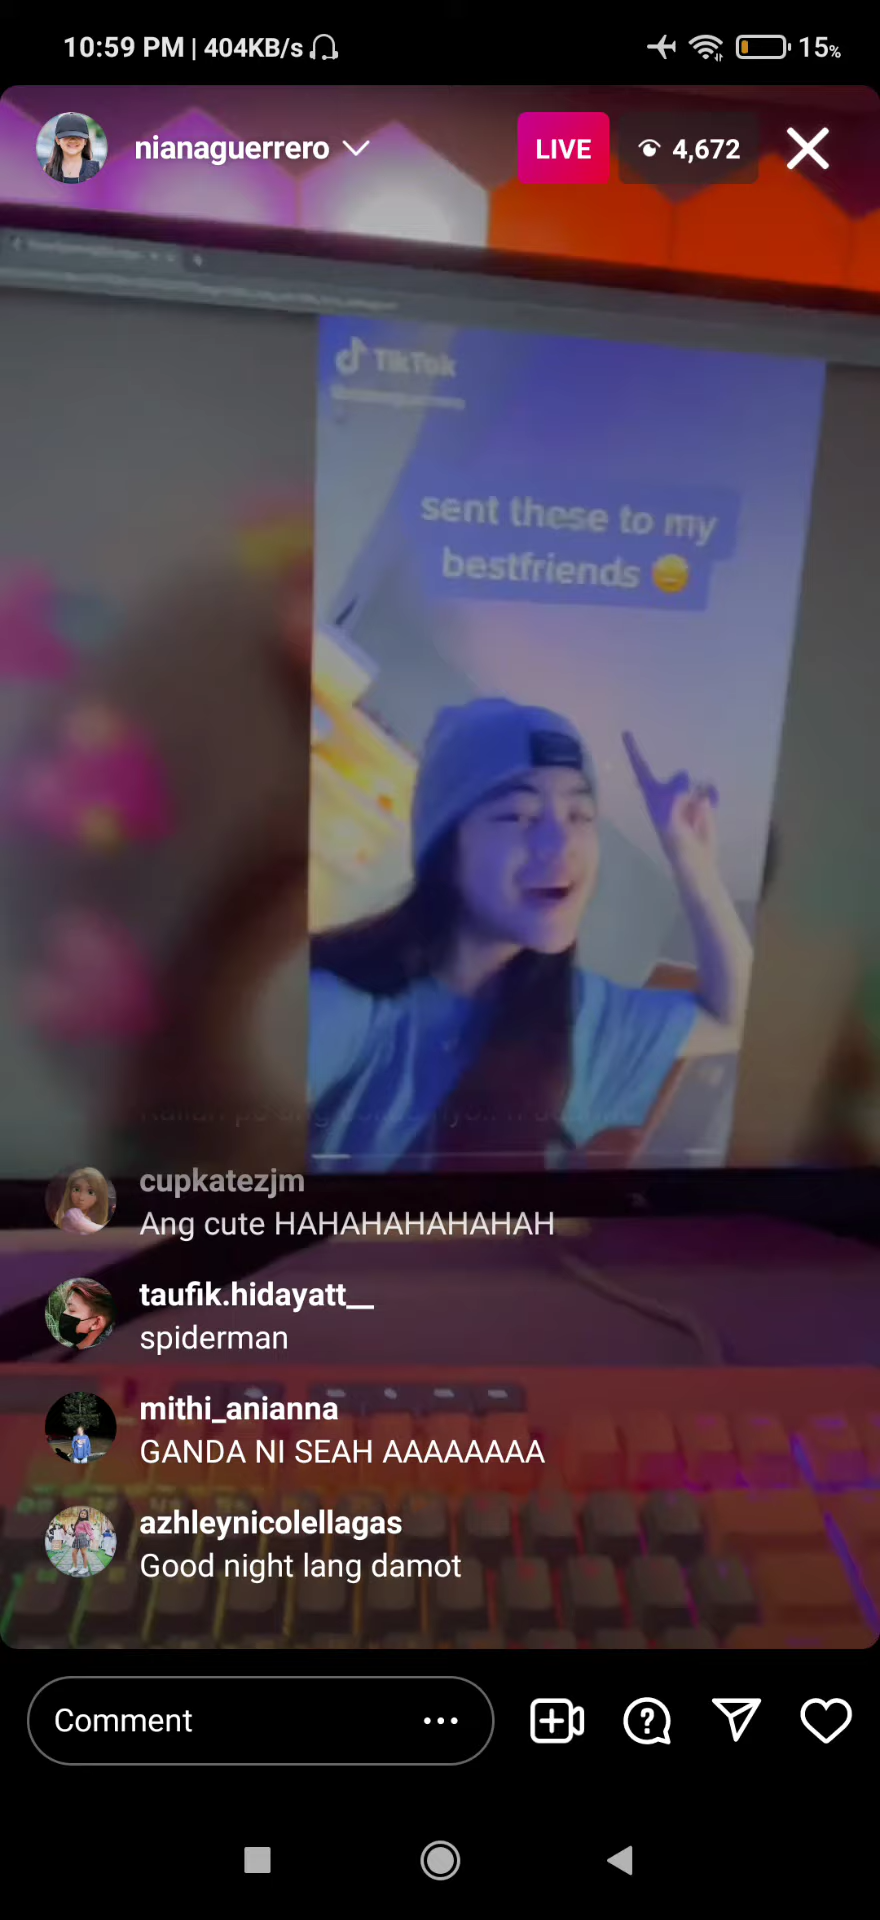 10:59 PM | 404KB/s
15%
nianaguerrero
LIVE
4,672
TikTok
sent these to my
bestfriends
cupkatezjm
Ang cute HAHAHAHAHAHAH
taufik.hidayatt__
spiderman
mithi_anianna
GANDA NI SEAH AAAAAAAA
azhleynicolellagas
Good night lang damot
Comment